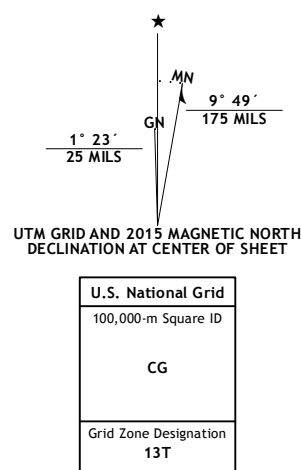 MN
GN
9° 49´
175 MILS
1° 23´
25 MILS
UTM GRID AND 2015 MAGNETIC NORTH
DECLINATION AT CENTER OF SHEET
U.S. National Grid
100,000-m Square ID
CG
Grid Zone Designation
13T